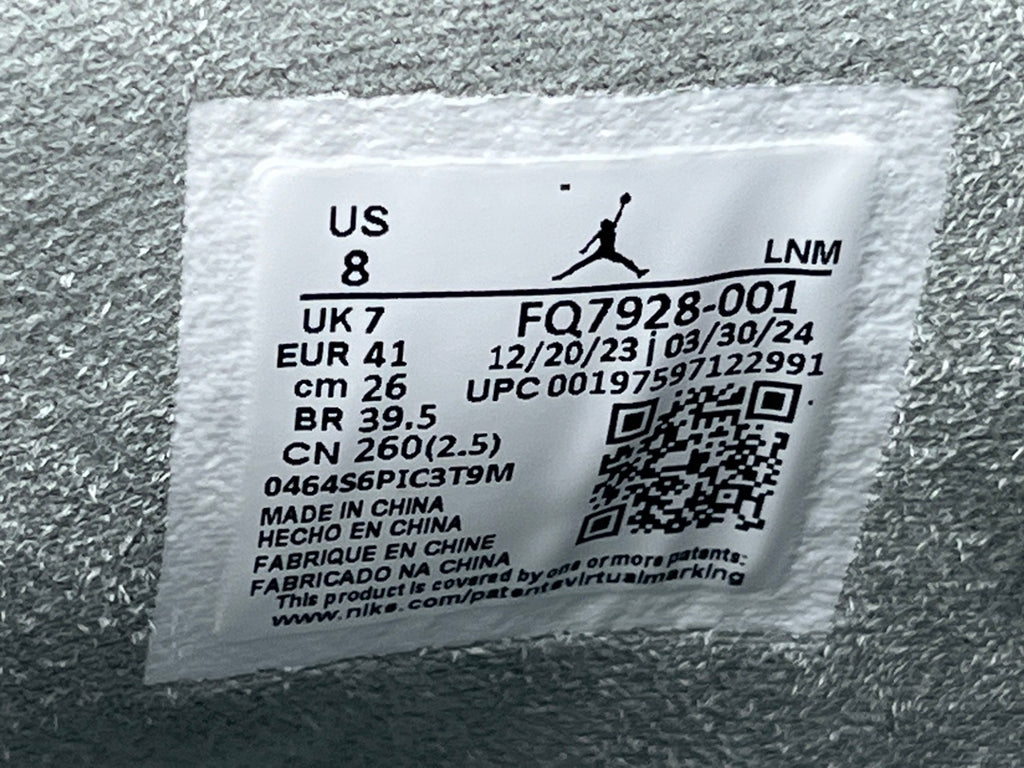 US
8
LNM
UK 7
EUR 41
cm 26
BR 39.5
CN 260(2.5)
0464S6PIC3T9M
MADE IN CHINA
HECHO EN CHINA
FABRIQUE EN CHINE
FABRICADO NA CHINA
FQ7928-001
12/20/23 | 03/30/24
UPC 00197597122991
This product is covered by one or more patents:
www.nike.com/patentsvirtualmarking